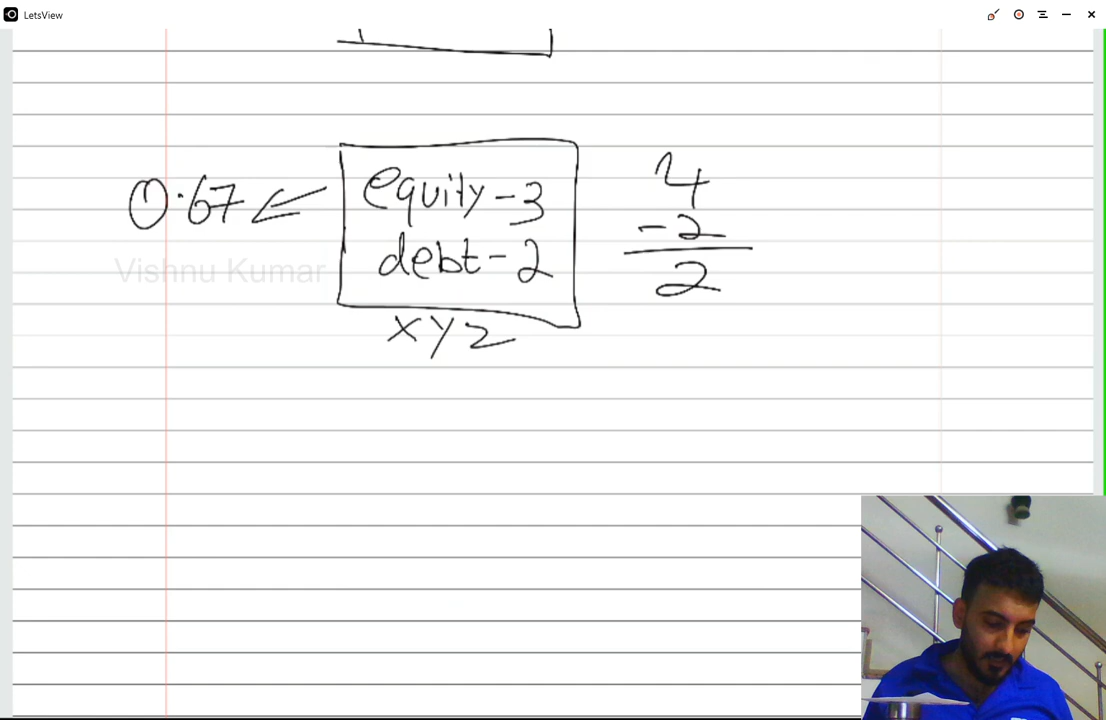 LetsView
0.67
equity - 3
debt - 2
xyz
4
- 2
2
Vishnu Kumar